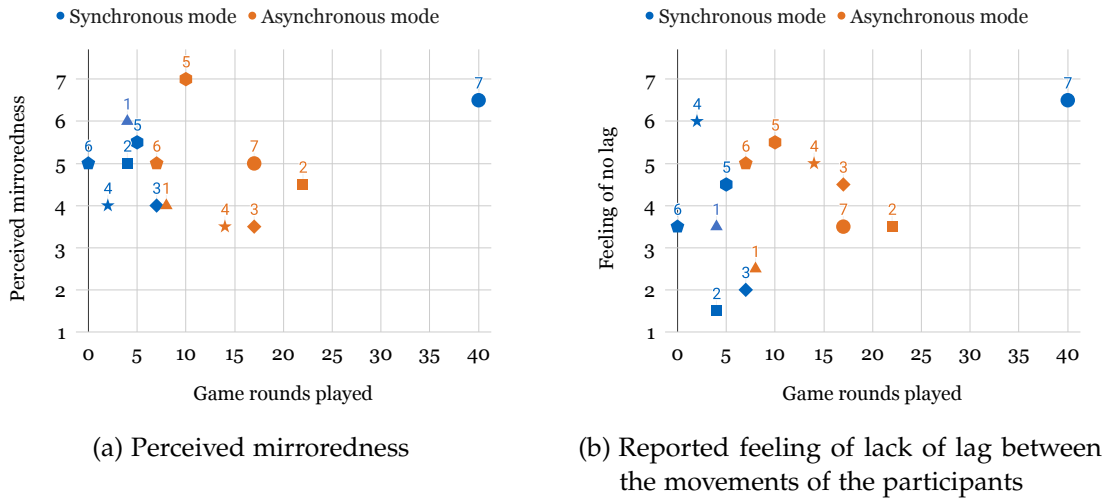 Synchronous mode Asynchronous mode
7
6
5
4
3
2
1
0 5 10 15 20 25 30 35 40
Perceived mirroredness
Game rounds played
5
1
5
6 2 6 7 2
4 3 1
4 3
7
(a) Perceived mirroredness
Synchronous mode Asynchronous mode
7
6
5
4
3
2
1
0 5 10 15 20 25 30 35 40
Feeling of no lag
Game rounds played
7
4
5
6 4
5 3
6 1 7 2
1
3
2
(b) Reported feeling of lack of lag between
the movements of the participants